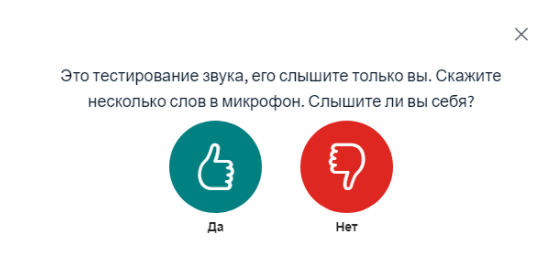 Это тестирование звука, его слышите только вы. Скажите
несколько слов в микрофон. Слышите ли вы себя?
Да
Нет